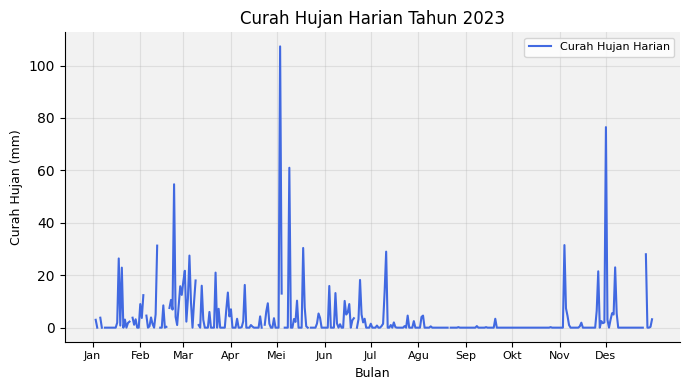 Curah Hujan Harian Tahun 2023
Curah Hujan Harian
Curah Hujan (mm)
100
80
60
40
20
0
Jan Feb Mar Apr Mei Jun Jul Agu Sep Okt Nov Des
Bulan